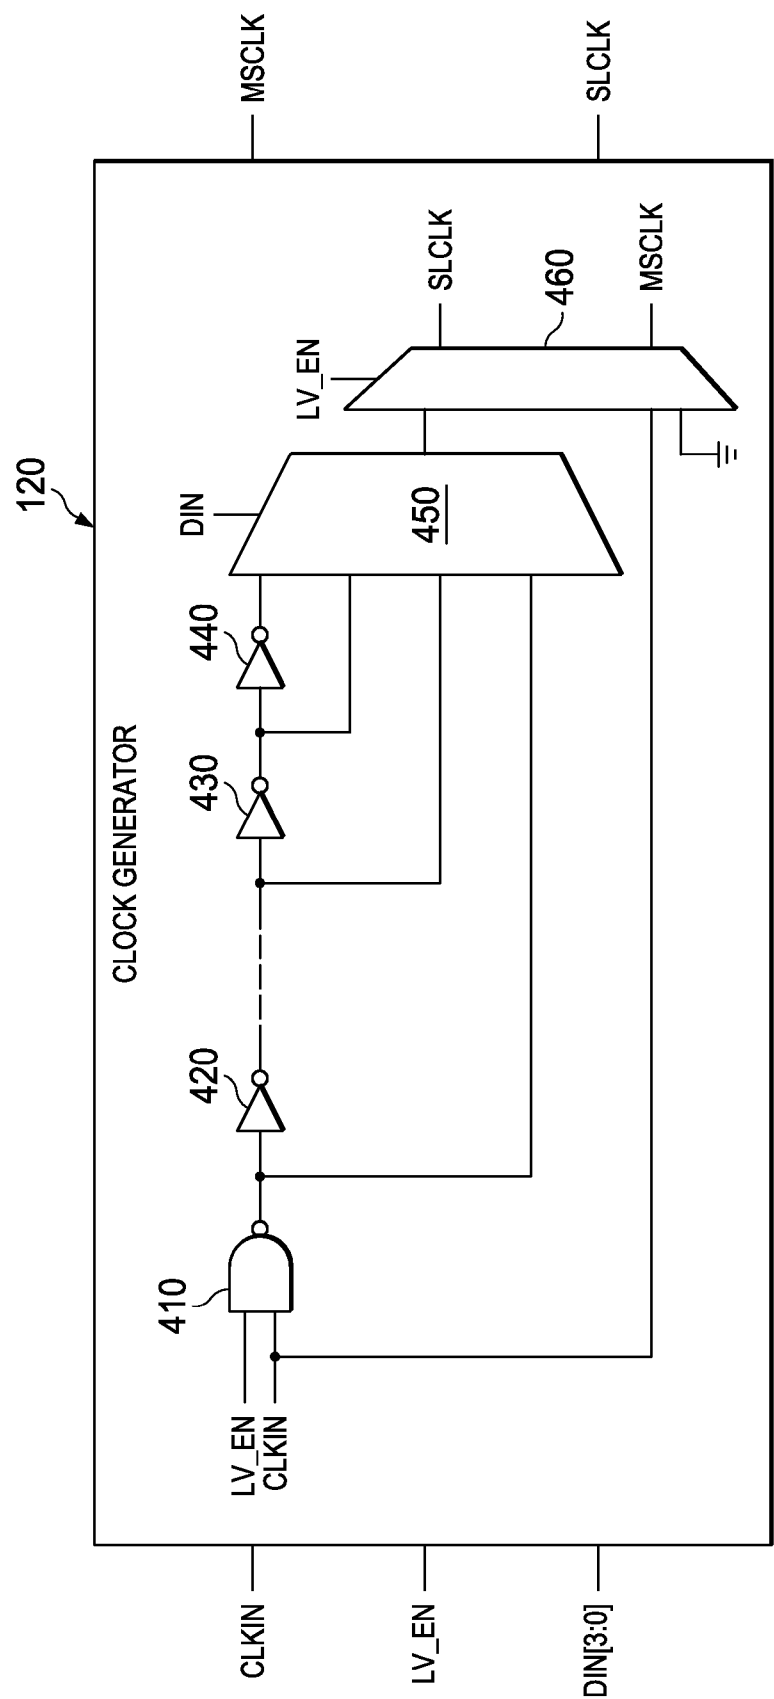 120
CLOCK GENERATOR
CLKIN
LV_EN
DIN[3:0]
MSCLK
SLCLK
LV_EN
CLKIN
410
420
430
440
DIN
450
LV_EN
SLCLK
460
MSCLK